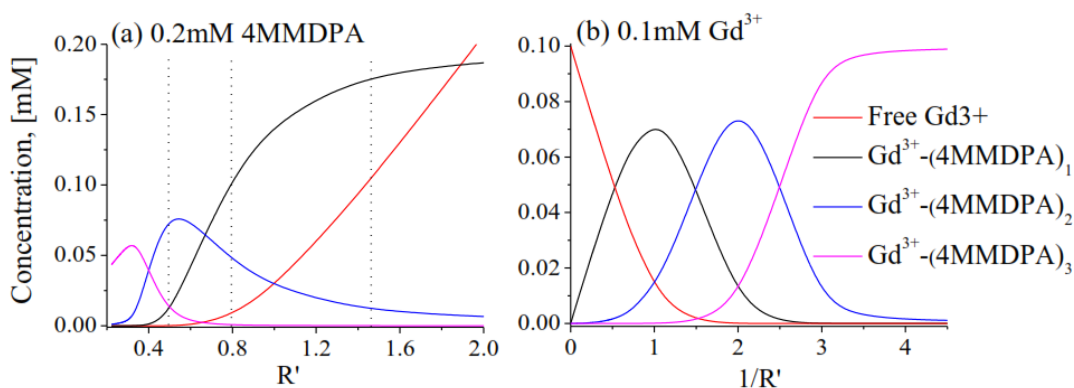 (a) 0.2mM 4MMDPA
(b) 0.1mM Gd³⁺
Concentration, [mM]
0.20
0.15
0.10
0.05
0.00
0.4 0.8 1.2 1.6 2.0
R'
0.10
0.08
0.06
0.04
0.02
0.00
0 1 2 3 4
1/R'
Free Gd3+
Gd³⁺-(4MMDPA)₁
Gd³⁺-(4MMDPA)₂
Gd³⁺-(4MMDPA)₃